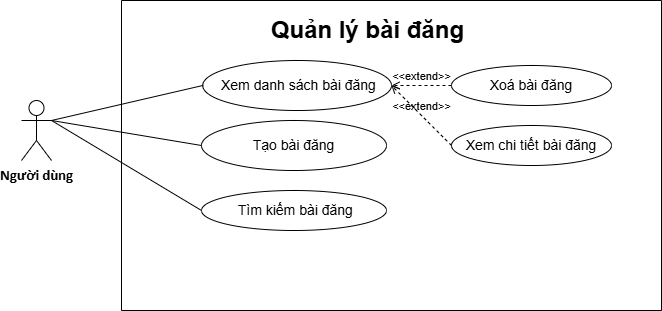 Quản lý bài đăng
Xem danh sách bài đăng
<<extend>>
Xoá bài đăng
<<extend>>
Tạo bài đăng
Xem chi tiết bài đăng
Người dùng
Tìm kiếm bài đăng